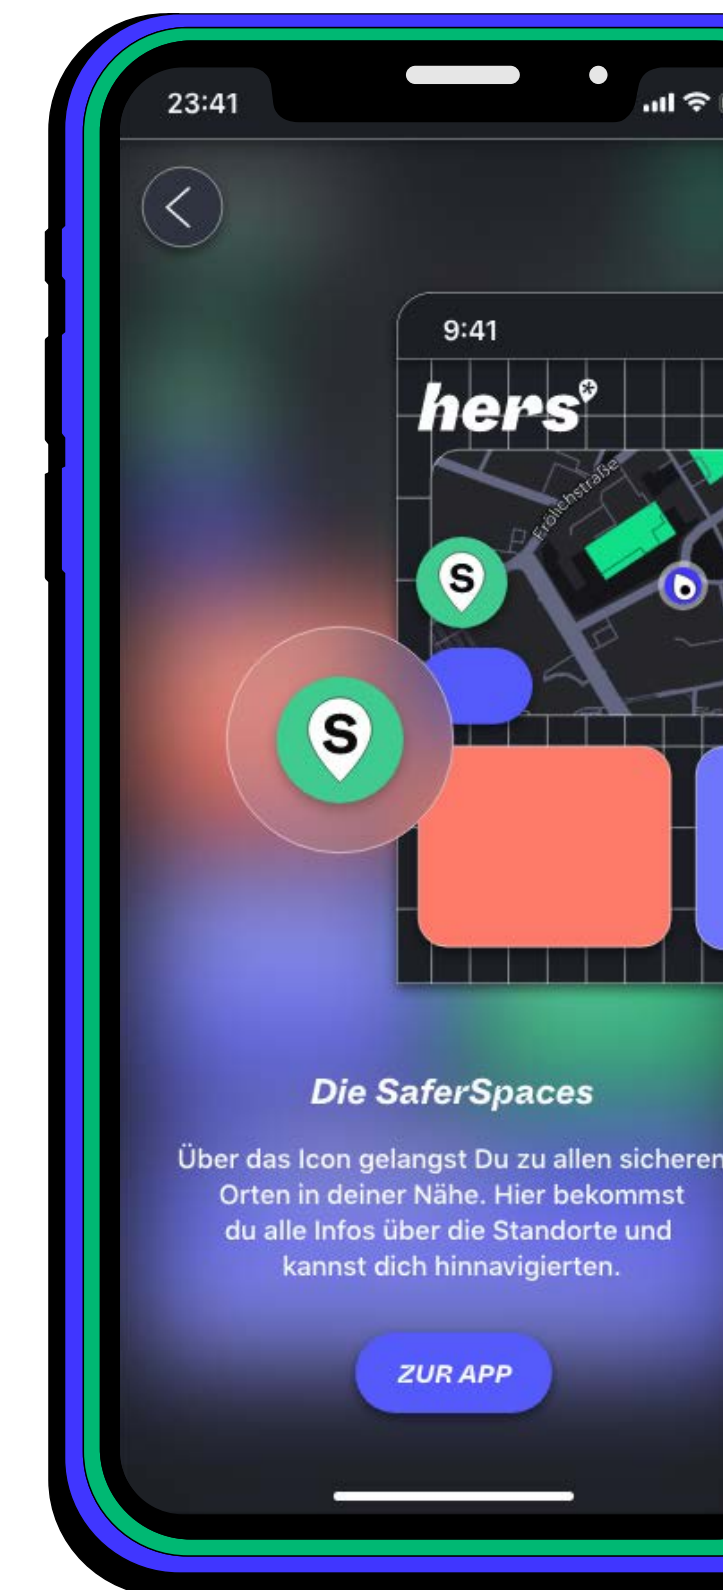 23:41
9:41
hers*
Fröhlichstraße
S
S
Die SaferSpaces
Über das Icon gelangst Du zu allen sicheren
Orten in deiner Nähe. Hier bekommst
du alle Infos über die Standorte und
kannst dich hinnavigierten.
ZUR APP